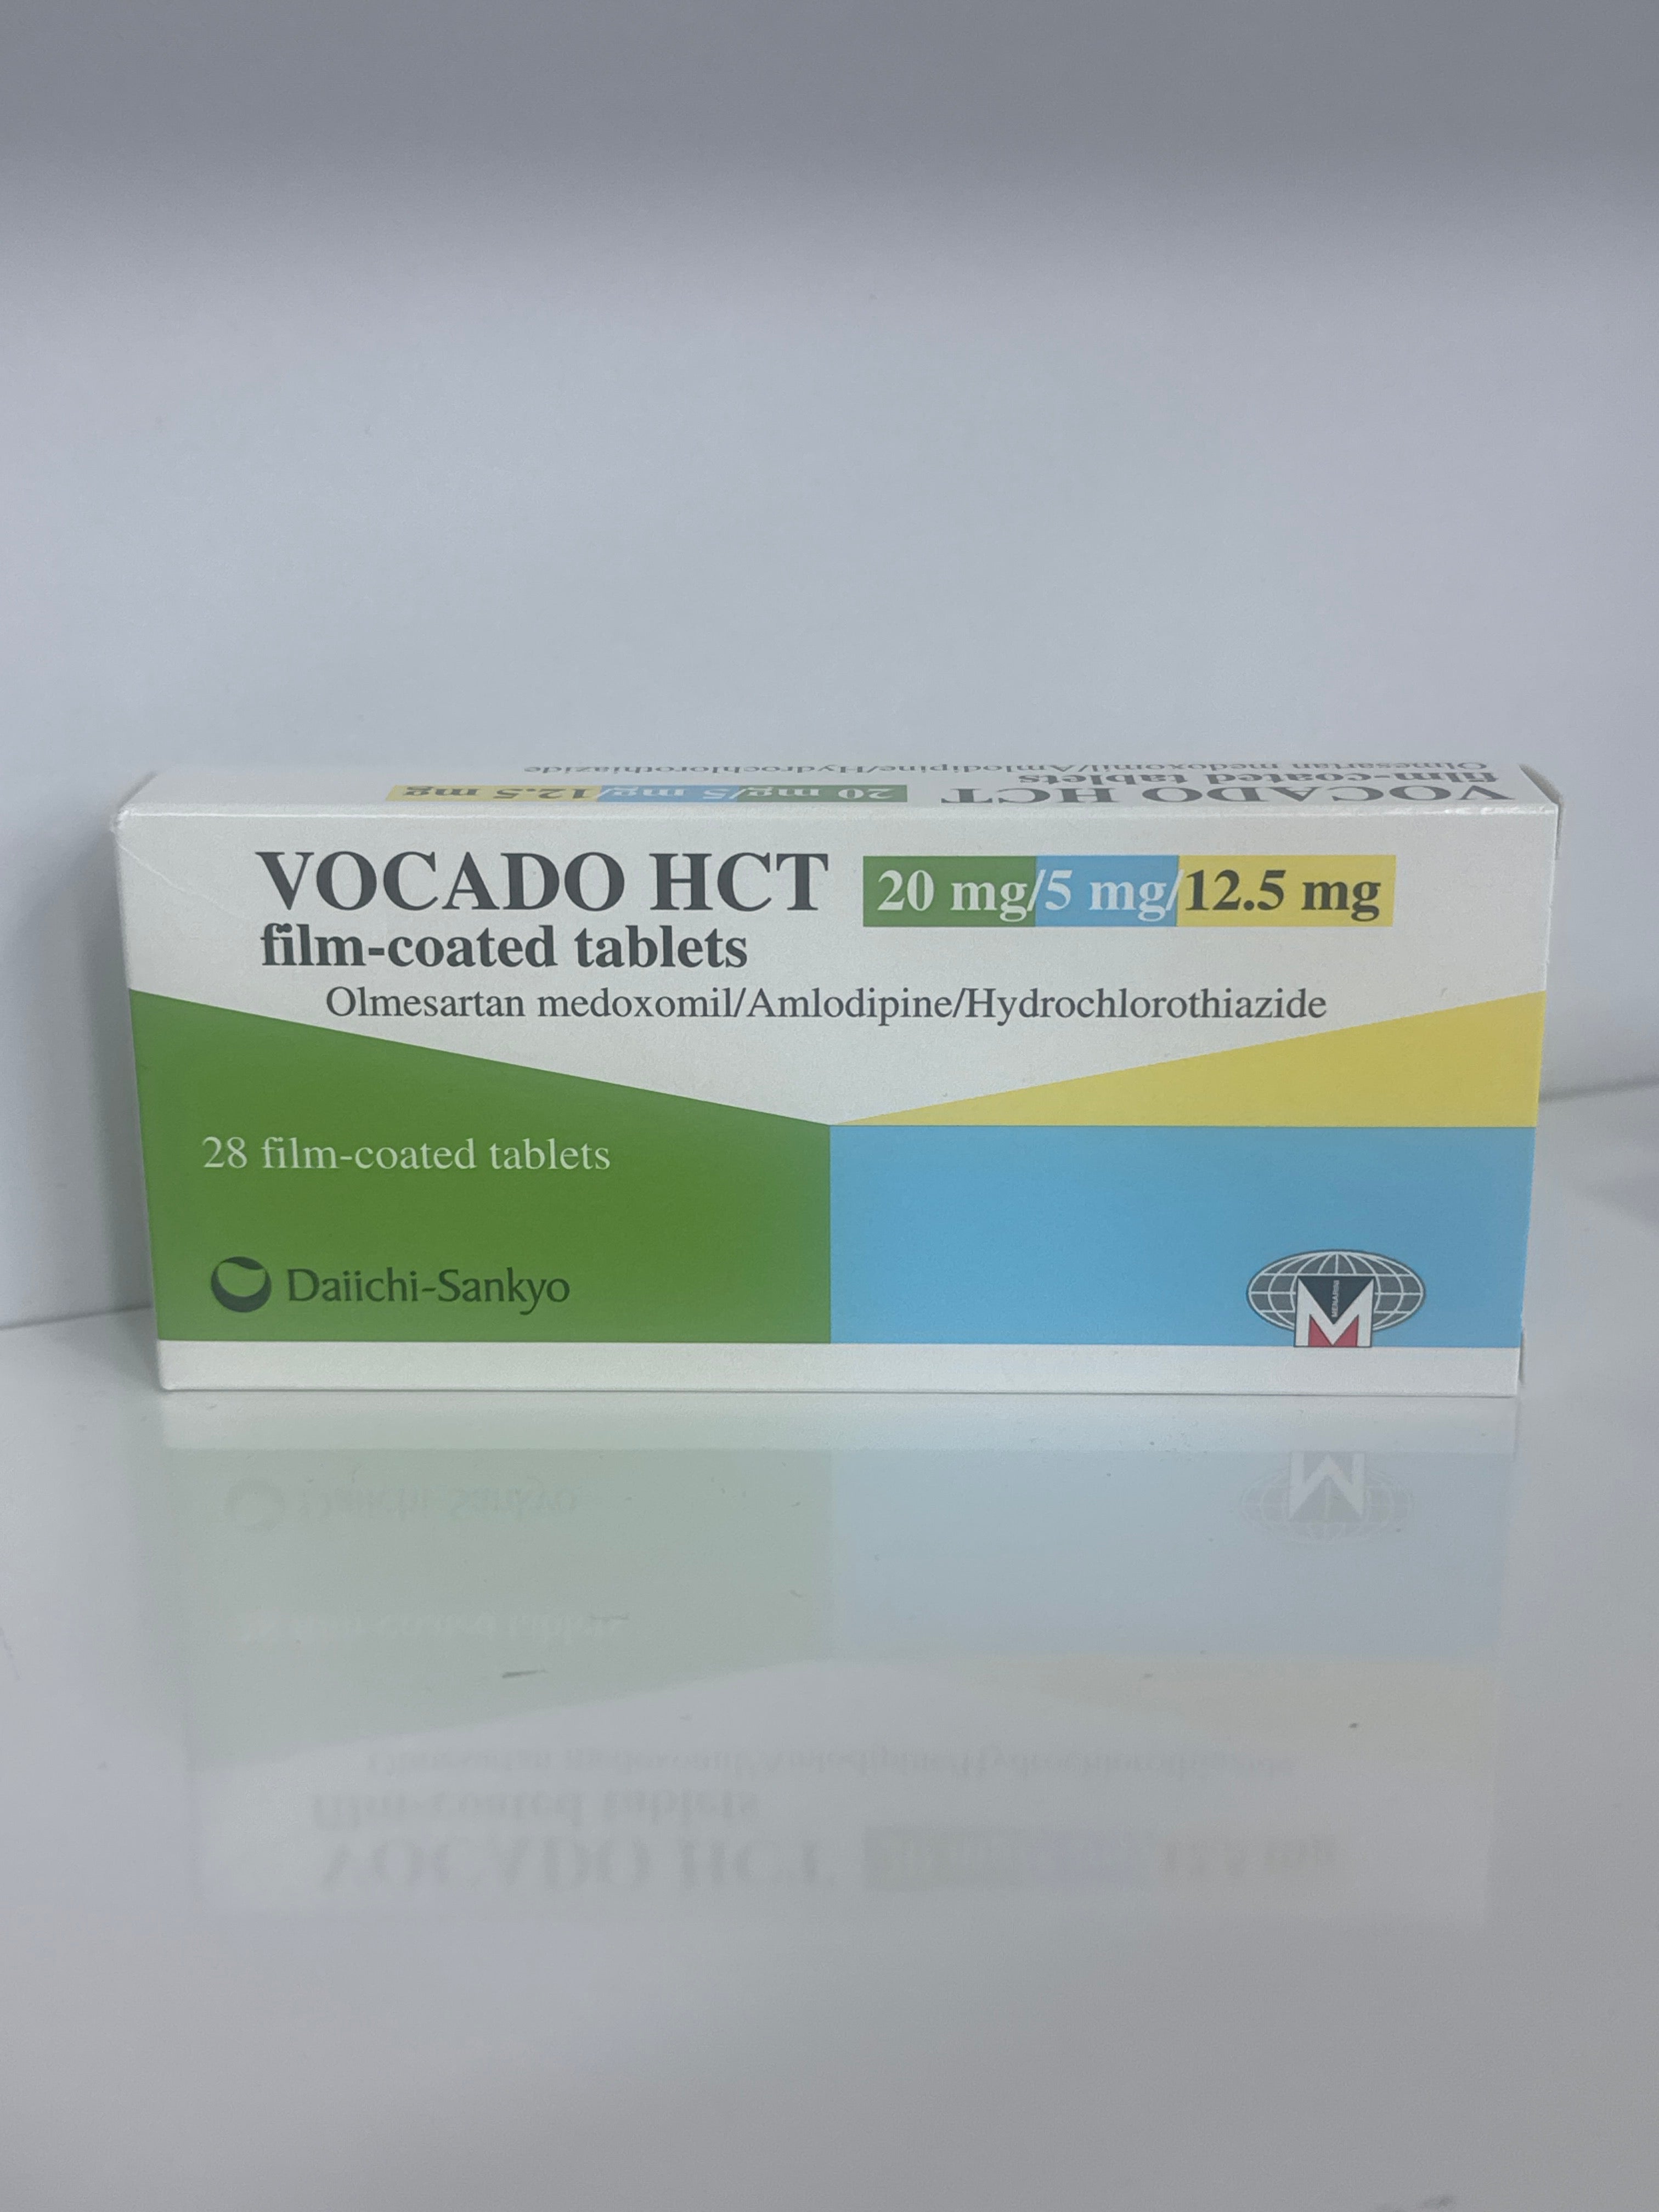 Olmesartan medoxomil/Amlodipine/Hydrochlorothiazide
film-coated tablets
VOCADO HCT 20 mg/5 mg/12.5 mg
VOCADO HCT 20 mg/5 mg/12.5 mg
film-coated tablets
Olmesartan medoxomil/Amlodipine/Hydrochlorothiazide
28 film-coated tablets
Daiichi-Sankyo
M
MENARINI